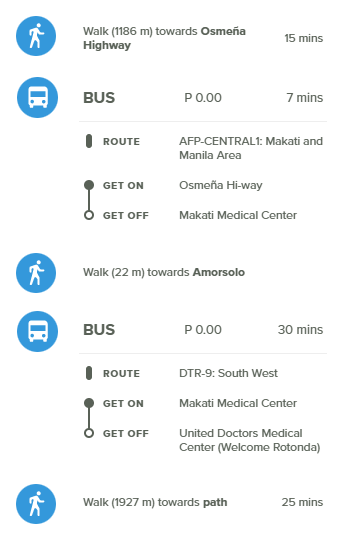 Walk (1186 m) towards Osmeña
Highway
15 mins
BUS P 0.00 7 mins
ROUTE AFP-CENTRAL1: Makati and
Manila Area
GET ON Osmeña Hi-way
GET OFF Makati Medical Center
Walk (22 m) towards Amorsolo
BUS P 0.00 30 mins
ROUTE DTR-9: South West
GET ON Makati Medical Center
GET OFF United Doctors Medical
Center (Welcome Rotonda)
Walk (1927 m) towards path 25 mins